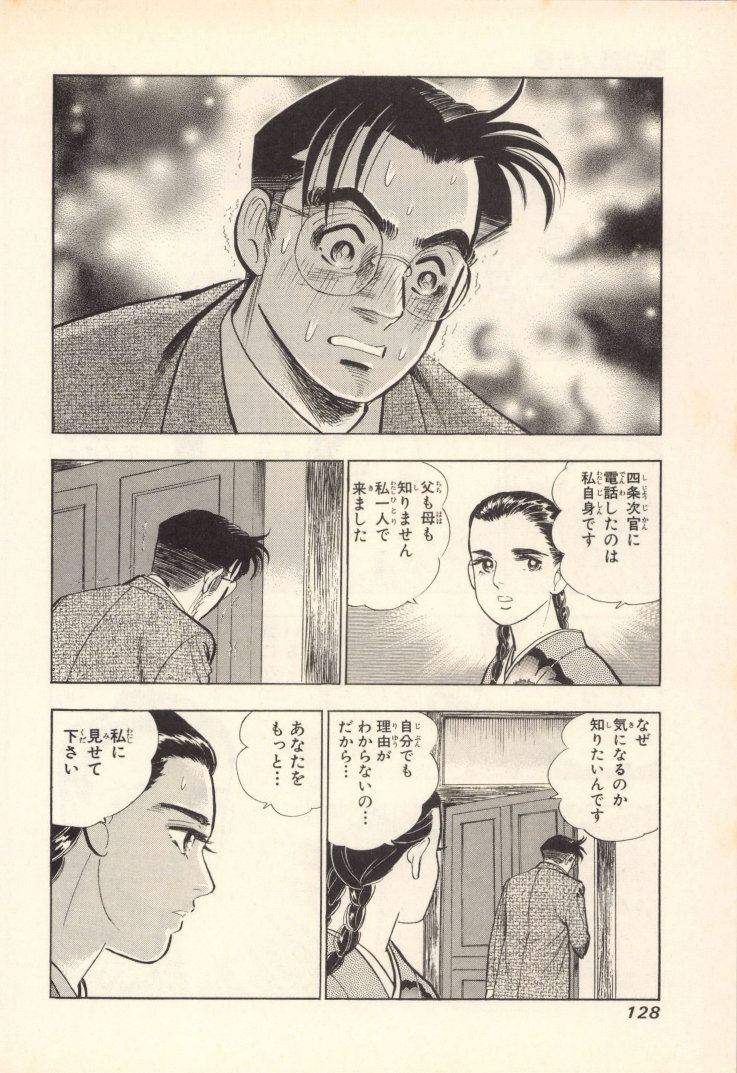 四条次官に
電話したのは
私自身です
父も母も
知りません
私一人で
来ました
なぜ
気になるのか
知りたいんです
自分でも
理由が
わからないの…
だから…
あなたを
もっと…
私に
見せて
下さい
128